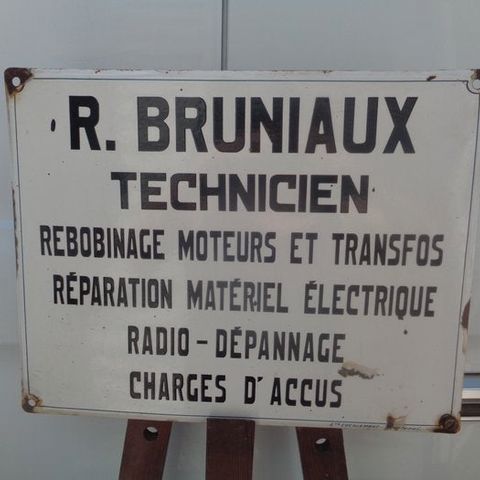 R. BRUNIAUX
TECHNICIEN
REBOBINAGE MOTEURS ET TRANSFOS
RÉPARATION MATÉRIEL ÉLECTRIQUE
RADIO-DÉPANNAGE
CHARGES D'ACCUS